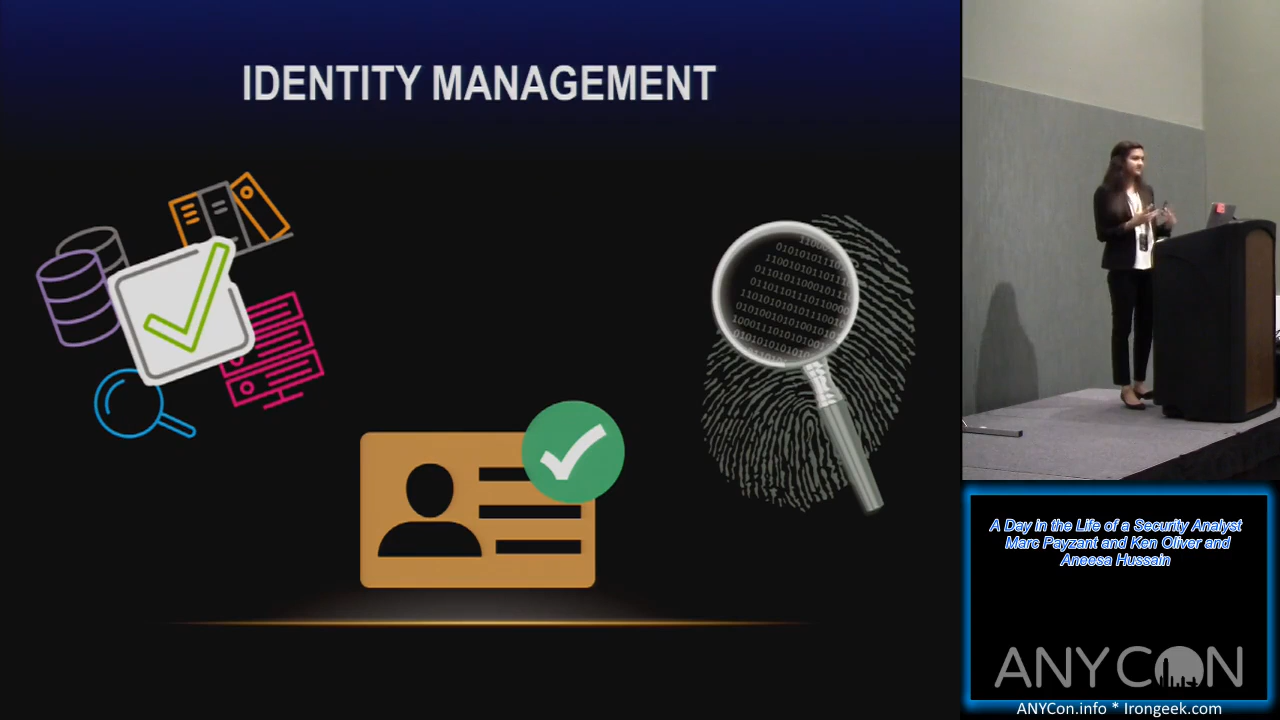 IDENTITY MANAGEMENT
A Day in the Life of a Security Analyst
Marc Payzant and Ken Oliver and
Aneesa Hussain
ANYCON
ANYCon.info * Irongeek.com